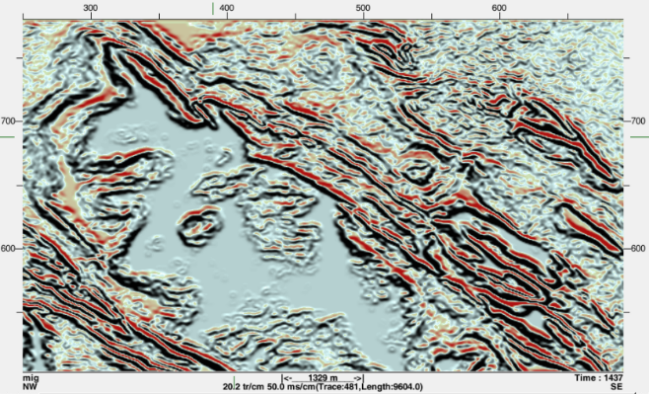 300 400 500 600
700 700
600 600
<- 1329 m ->
mig Time : 1437
NW 20.2 tr/cm 50.0 ms/cm(Trace:481,Length:9604.0) SE